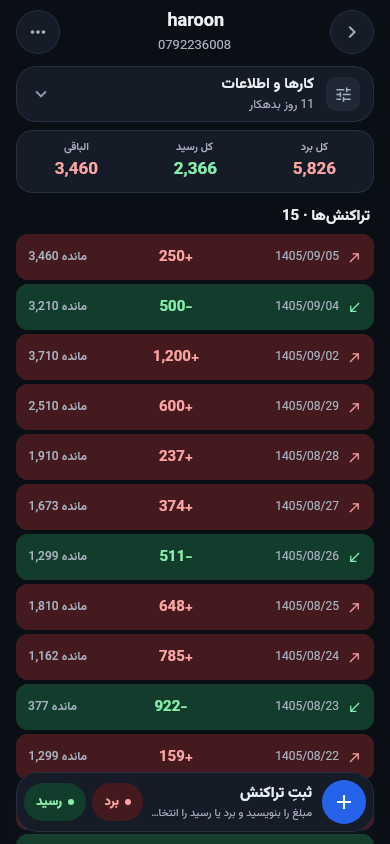 haroon
0792236008
کارها و اطلاعات
11 روز بدهکار
کل برد	کل رسید	الباقی
5,826	2,366	3,460
تراکنش‌ها · 15
1405/09/05	+250	مانده 3,460
1405/09/04	−500	مانده 3,210
1405/09/02	+1,200	مانده 3,710
1405/08/29	+600	مانده 2,510
1405/08/28	+237	مانده 1,910
1405/08/27	+374	مانده 1,673
1405/08/26	−511	مانده 1,299
1405/08/25	+648	مانده 1,810
1405/08/24	+785	مانده 1,162
1405/08/23	−922	مانده 377
1405/08/22	+159	مانده 1,299
ثبتِ تراکنش	برد	رسید
مبلغ را بنویسید و برد یا رسید را انتخا...